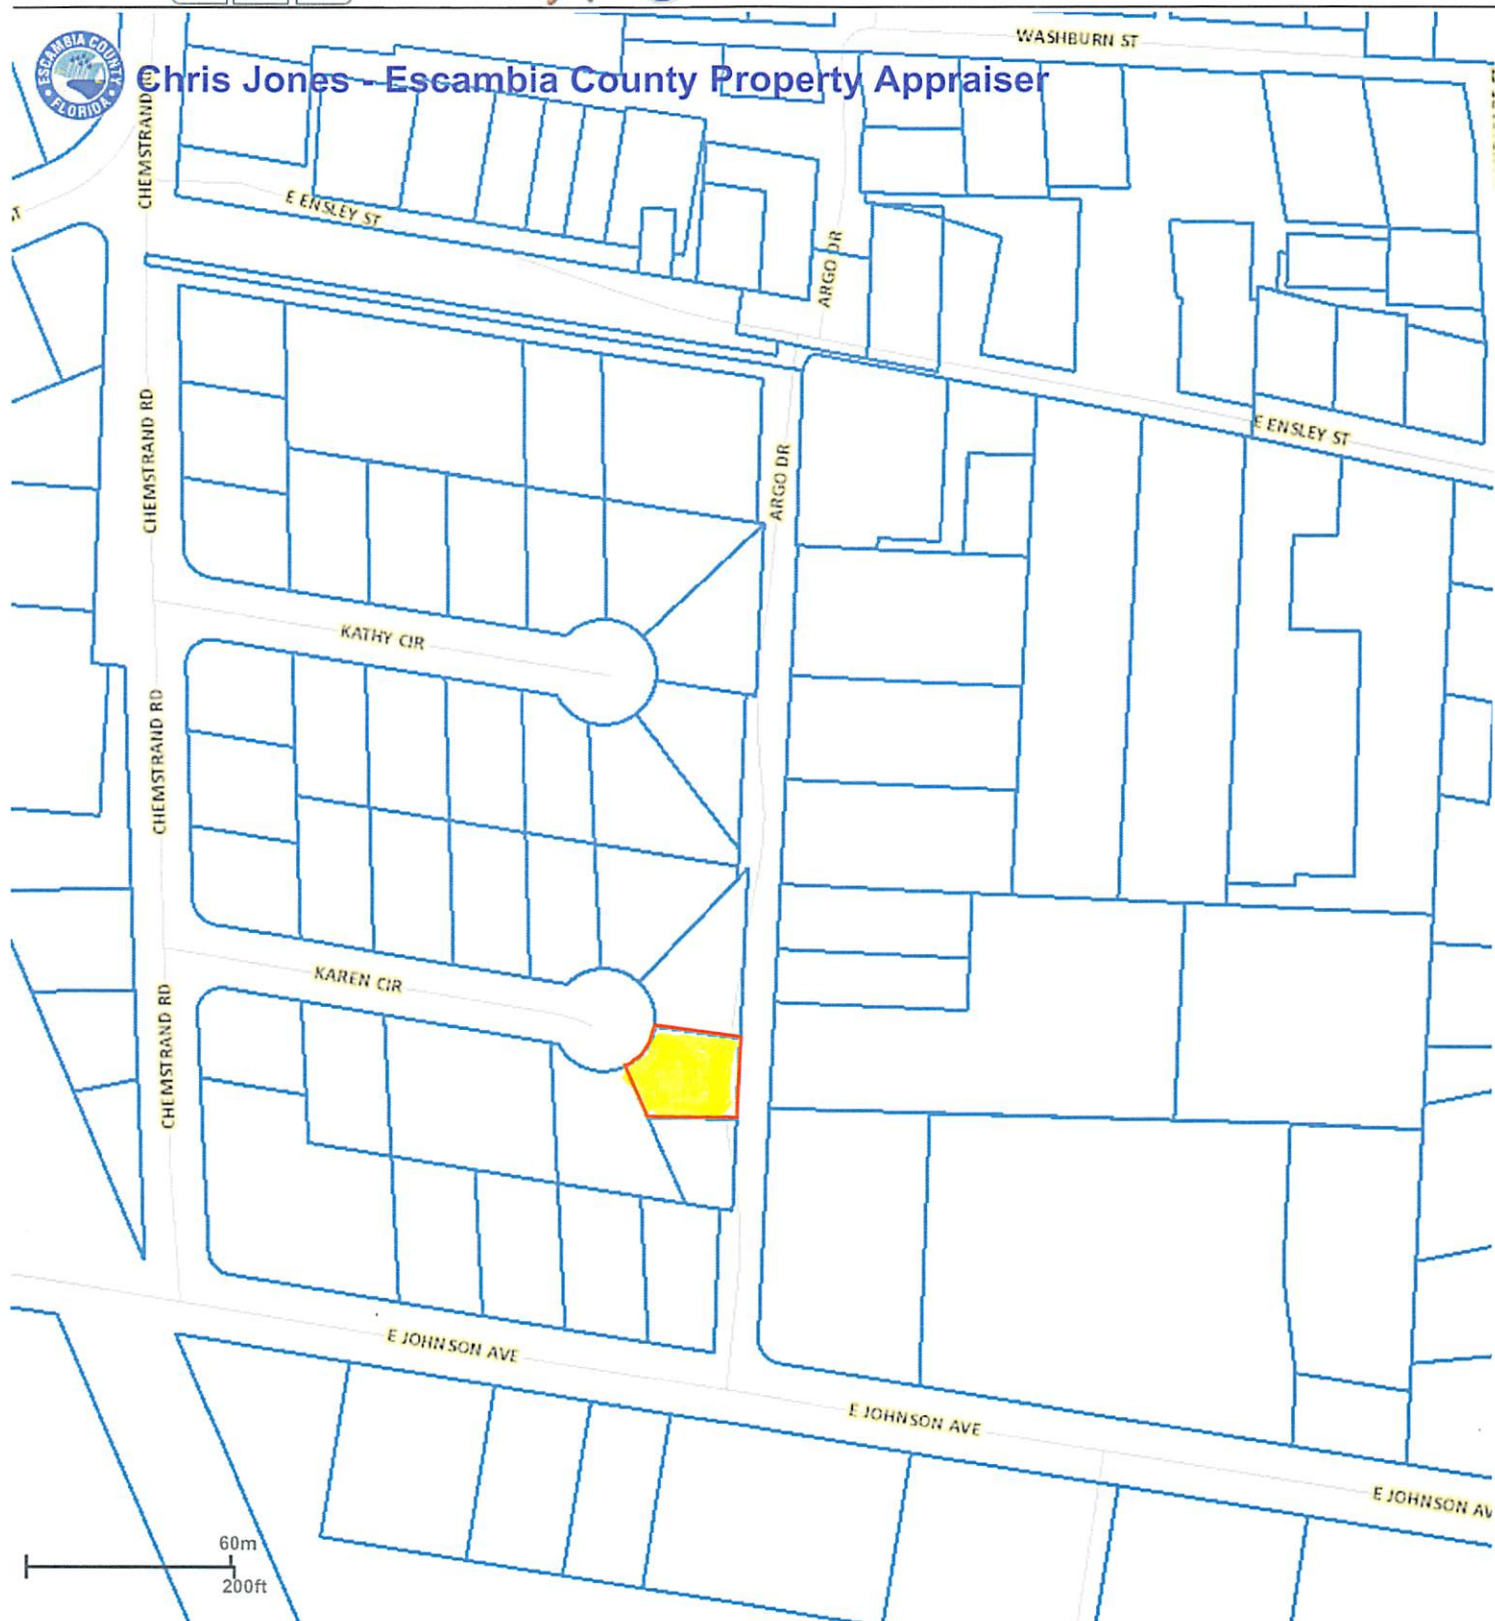 WASHBURN ST
ESCAMBIA COUNTY
FLORIDA
Chris Jones - Escambia County Property Appraiser
CHEMSTRAND RD
E ENSLEY ST
ST
ARGO DR
CHEMSTRAND RD
ARGO DR
E ENSLEY ST
KATHY CIR
CHEMSTRAND RD
KAREN CIR
CHEMSTRAND RD
E JOHNSON AVE
E JOHNSON AVE
E JOHNSON AV
60m
200ft